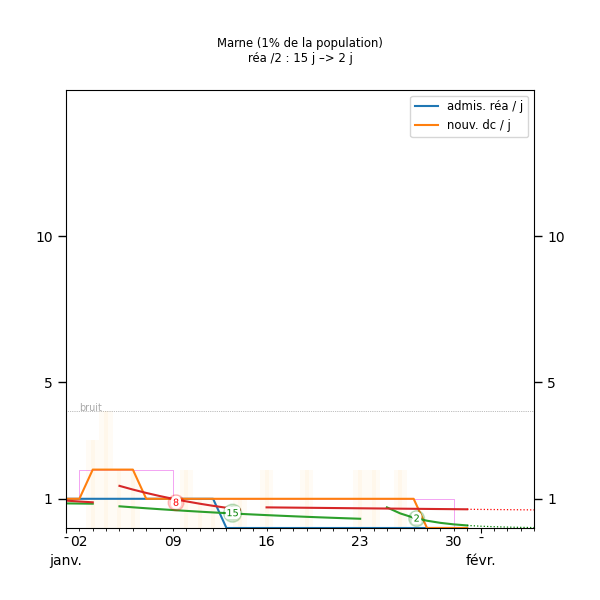 Marne (1% de la population)
réa /2 : 15 j –> 2 j
admis. réa / j
nouv. dc / j
10
10
5
5
bruit
1
1
8
15
2
02
09
16
23
30
-
janv.
févr.